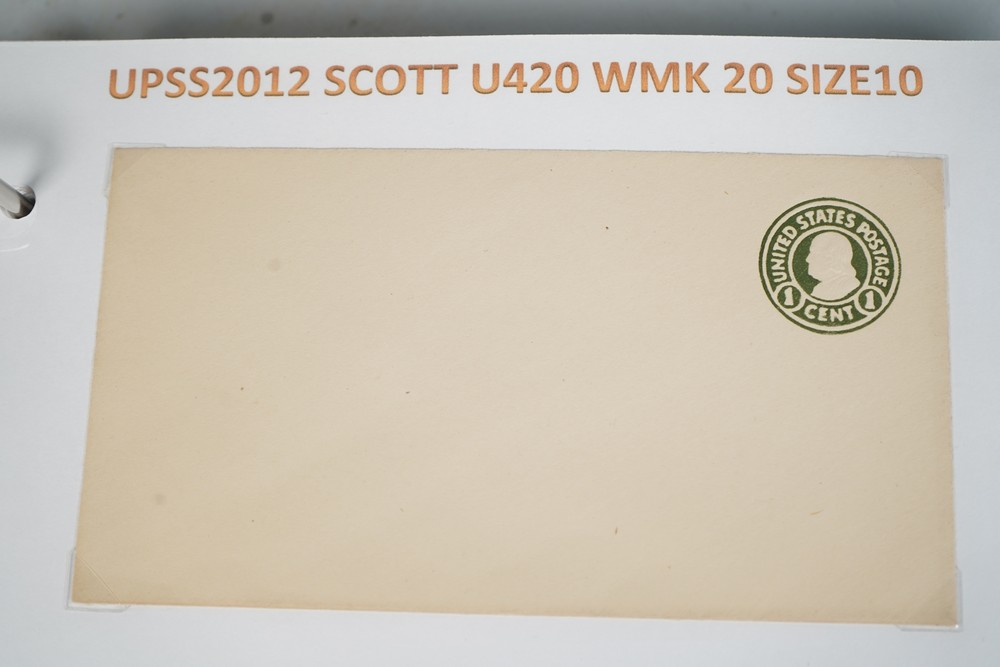 UPSS2012 SCOTT U420 WMK 20 SIZE10
UNITED STATES POSTAGE
1 CENT 1